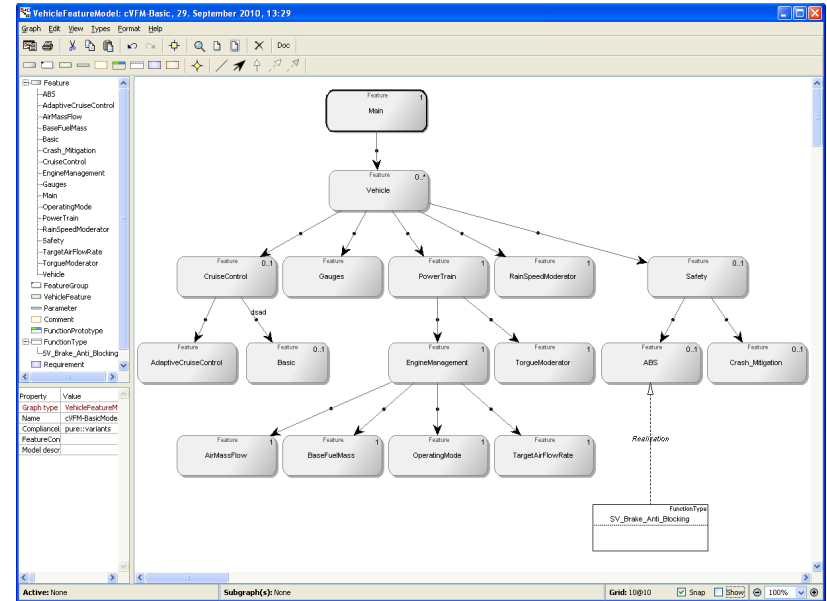 VehicleFeatureModel: cVFM-Basic, 29. September 2010, 13:29
Graph Edit View Types Format Help
Doc
Feature
ABS
AdaptiveCruiseControl
AirMassFlow
BaseFuelMass
Basic
Crash_Mitigation
CruiseControl
EngineManagement
Gauges
Main
OperatingMode
PowerTrain
RainSpeedModerator
Safety
TargetAirFlowRate
TorgueModerator
Vehicle
FeatureGroup
VehicleFeature
Parameter
Comment
FunctionPrototype
FunctionType
SV_Brake_Anti_Blocking
Requirement
Property Value
Graph type VehicleFeatureM
Name cVFM-BasicMode
Compliancel pure::variants
FeatureCon
Model descr
Feature 1
Main
Feature 0..*
Vehicle
Feature 0..1
CruiseControl
Feature
Gauges
Feature 1
PowerTrain
Feature 1
RainSpeedModerator
Feature 0..1
Safety
dsad
Feature
AdaptiveCruiseControl
Feature 0..1
Basic
Feature 1
EngineManagement
Feature 1
TorgueModerator
Feature 0..1
ABS
Feature 0..1
Crash_Mitigation
Feature 1
AirMassFlow
Feature 1
BaseFuelMass
Feature 1
OperatingMode
Feature 1
TargetAirFlowRate
Realisation
FunctionType
SV_Brake_Anti_Blocking
Active: None Subgraph(s): None Grid: 10@10 Snap Show 100%